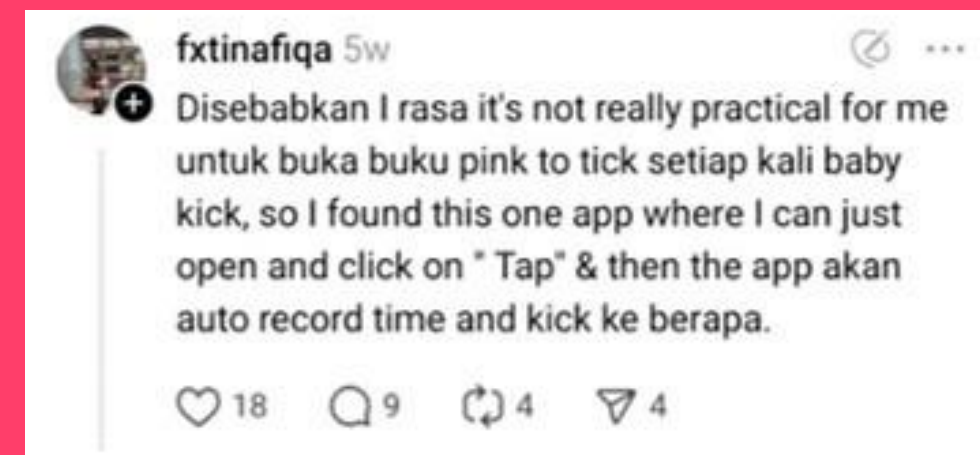 fxtinafiqa 5w
Disebabkan I rasa it's not really practical for me
untuk buka buku pink to tick setiap kali baby
kick, so I found this one app where I can just
open and click on " Tap" & then the app akan
auto record time and kick ke berapa.
18 9 4 4